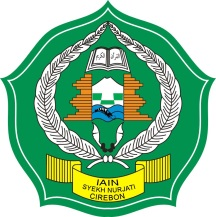 IAIN
SYEKH NURJATI
CIREBON